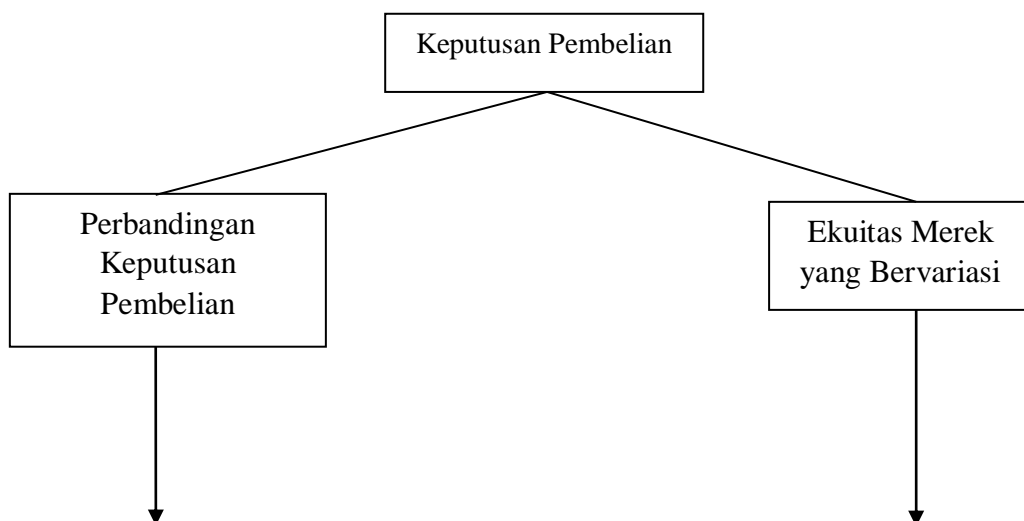 Keputusan Pembelian
Perbandingan
Keputusan
Pembelian
Ekuitas Merek
yang Bervariasi